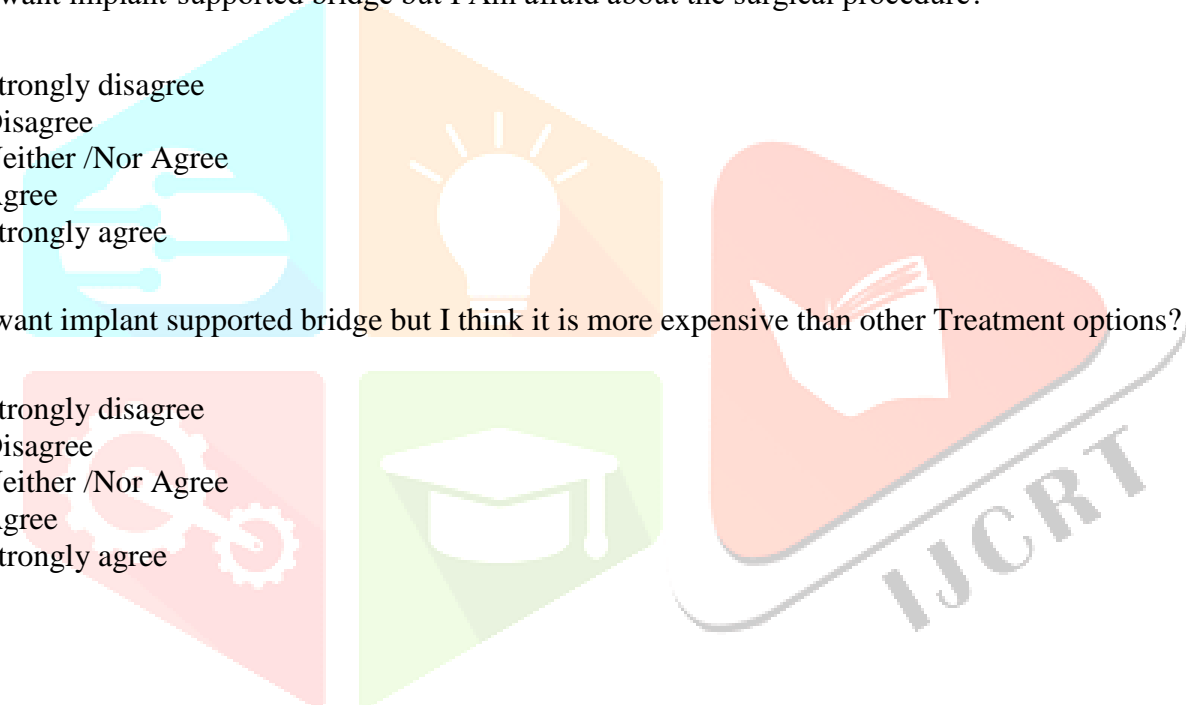 want implant-supported bridge but I Am afraid about the surgical procedure?
trongly disagree
isagree
either /Nor Agree
gree
trongly agree
want implant supported bridge but I think it is more expensive than other Treatment options?
trongly disagree
isagree
either /Nor Agree
gree
trongly agree
IJCRT